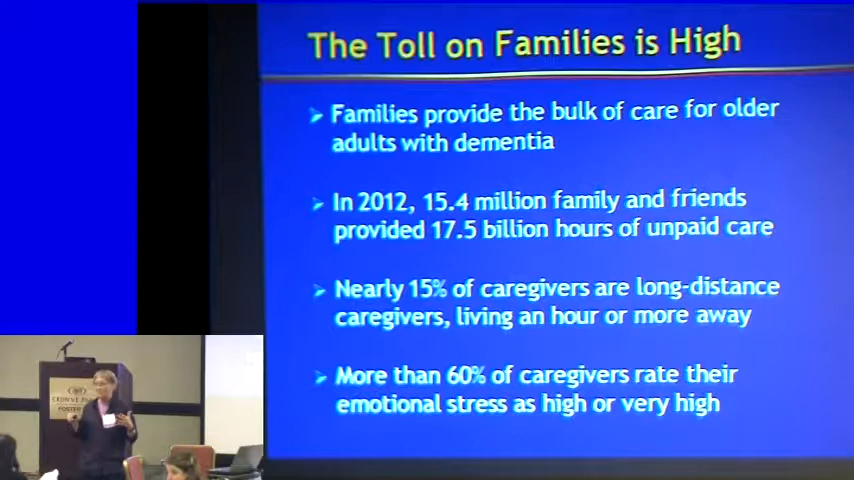 The Toll on Families is High
Families provide the bulk of care for older
adults with dementia
In 2012, 15.4 million family and friends
provided 17.5 billion hours of unpaid care
Nearly 15% of caregivers are long-distance
caregivers, living an hour or more away
More than 60% of caregivers rate their
emotional stress as high or very high